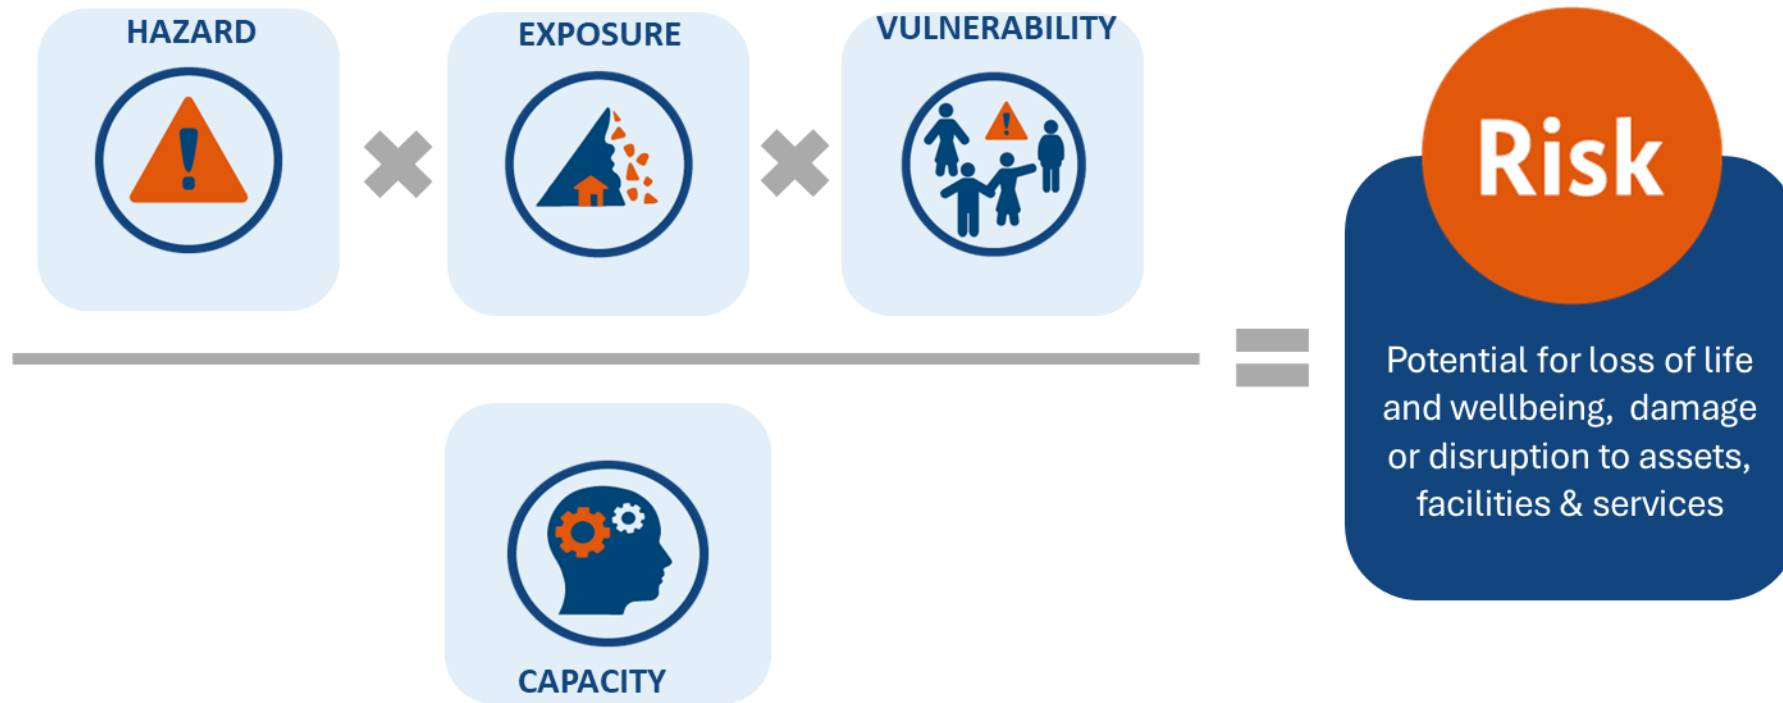 HAZARD
EXPOSURE
VULNERABILITY
Risk
Potential for loss of life
and wellbeing, damage
or disruption to assets,
facilities & services
CAPACITY